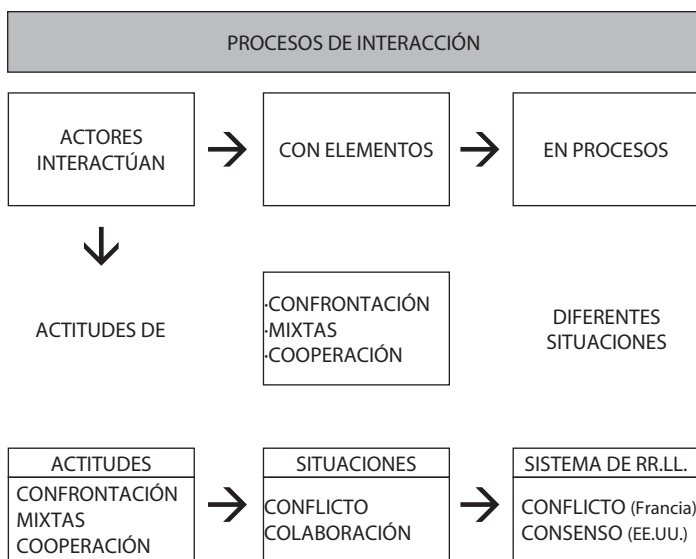 PROCESOS DE INTERACCIÓN
ACTORES
INTERACTÚAN
CON ELEMENTOS
EN PROCESOS
ACTITUDES DE
·CONFRONTACIÓN
·MIXTAS
·COOPERACIÓN
DIFERENTES
SITUACIONES
ACTITUDES
CONFRONTACIÓN
MIXTAS
COOPERACIÓN
SITUACIONES
CONFLICTO
COLABORACIÓN
SISTEMA DE RR.LL.
CONFLICTO (Francia)
CONSENSO (EE.UU.)